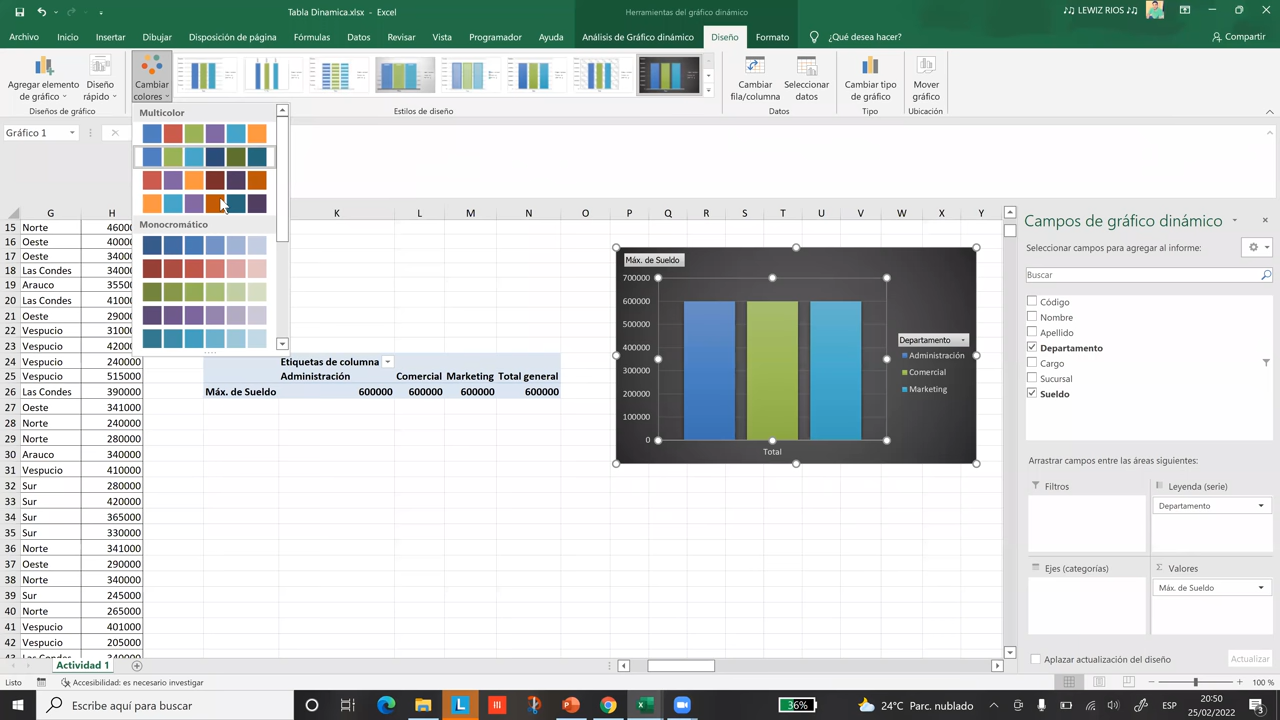 Tabla Dinamica.xlsx - Excel
Herramientas de gráfico dinámico
LEWIZ RIOS
Archivo Inicio Insertar Dibujar Disposición de página Fórmulas Datos Revisar Vista Programador Ayuda Análisis de Gráfico dinámico Diseño Formato ¿Qué desea hacer? Compartir
Agregar elemento de gráfico
Diseño rápido
Cambiar colores
Cambiar fila/columna
Seleccionar datos
Cambiar tipo de gráfico
Mover gráfico
Diseños de gráfico
Estilos de diseño
Datos
Tipo
Ubicación
Gráfico 1
Multicolor
Monocromático
G H K L M N O P Q R S T U V W X Y
15 Norte 46000
16 Oeste 40000
17 Oeste 34000
18 Las Condes 34000
19 Arauco 35500
20 Las Condes 41000
21 Oeste 29000
22 Vespucio 31000
23 Vespucio 42000
24 Vespucio 240000 Etiquetas de columna
25 Vespucio 515000 Administración Comercial Marketing Total general
26 Las Condes 390000 Máx. de Sueldo 600000 600000 600000 600000
27 Oeste 341000
28 Norte 240000
29 Norte 280000
30 Arauco 340000
31 Vespucio 410000
32 Sur 280000
33 Sur 420000
34 Sur 365000
35 Sur 330000
36 Norte 341000
37 Oeste 290000
38 Norte 340000
39 Sur 245000
40 Norte 265000
41 Vespucio 401000
42 Vespucio 205000
Máx. de Sueldo
700000
600000
500000
400000
300000
200000
100000
0
Total
Departamento
Administración
Comercial
Marketing
Campos de gráfico dinámico
Seleccionar campos para agregar al informe:
Buscar
Código
Nombre
Apellido
Departamento
Cargo
Sucursal
Sueldo
Arrastrar campos entre las áreas siguientes:
Filtros
Leyenda (serie)
Departamento
Ejes (categorías)
Valores
Máx. de Sueldo
Aplazar actualización del diseño
Actualizar
Actividad 1
Listo
Accesibilidad: es necesario investigar
100 %
Escribe aquí para buscar
36%
24°C Parc. nublado
ESP
20:50
25/02/2022